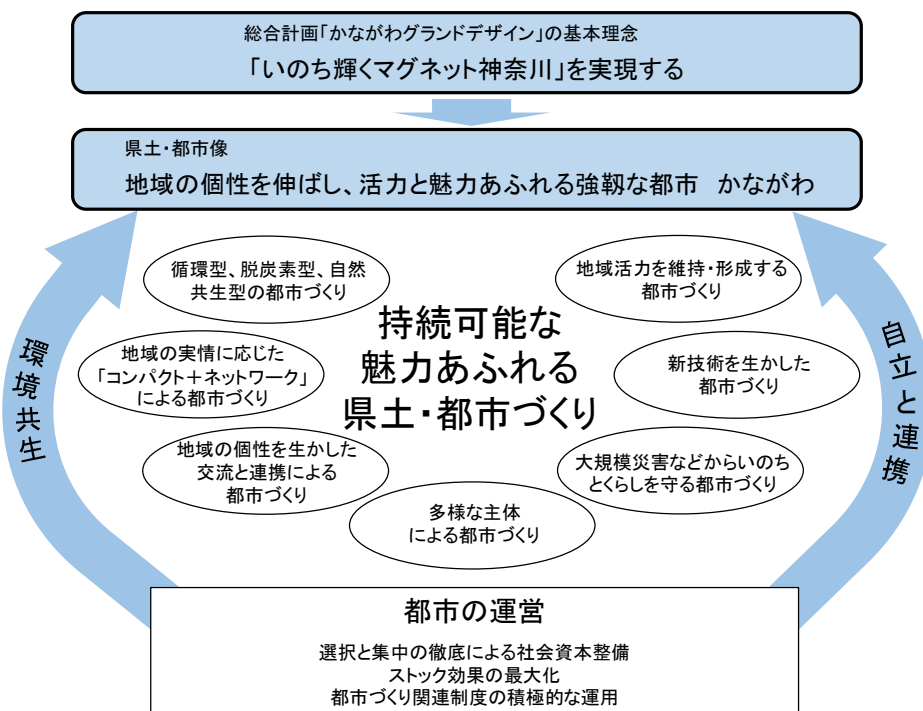 総合計画「かながわグランドデザイン」の基本理念
「いのち輝くマグネット神奈川」を実現する
県土・都市像
地域の個性を伸ばし、活力と魅力あふれる強靱な都市 かながわ
循環型、脱炭素型、自然
共生型の都市づくり
地域活力を維持・形成する
都市づくり
持続可能な
魅力あふれる
県土・都市づくり
環境共生
地域の実情に応じた
「コンパクト＋ネットワーク」
による都市づくり
新技術を生かした
都市づくり
自立と連携
地域の個性を生かした
交流と連携による
都市づくり
大規模災害などからいのち
とくらしを守る都市づくり
多様な主体
による都市づくり
都市の運営
選択と集中の徹底による社会資本整備
ストック効果の最大化
都市づくり関連制度の積極的な運用